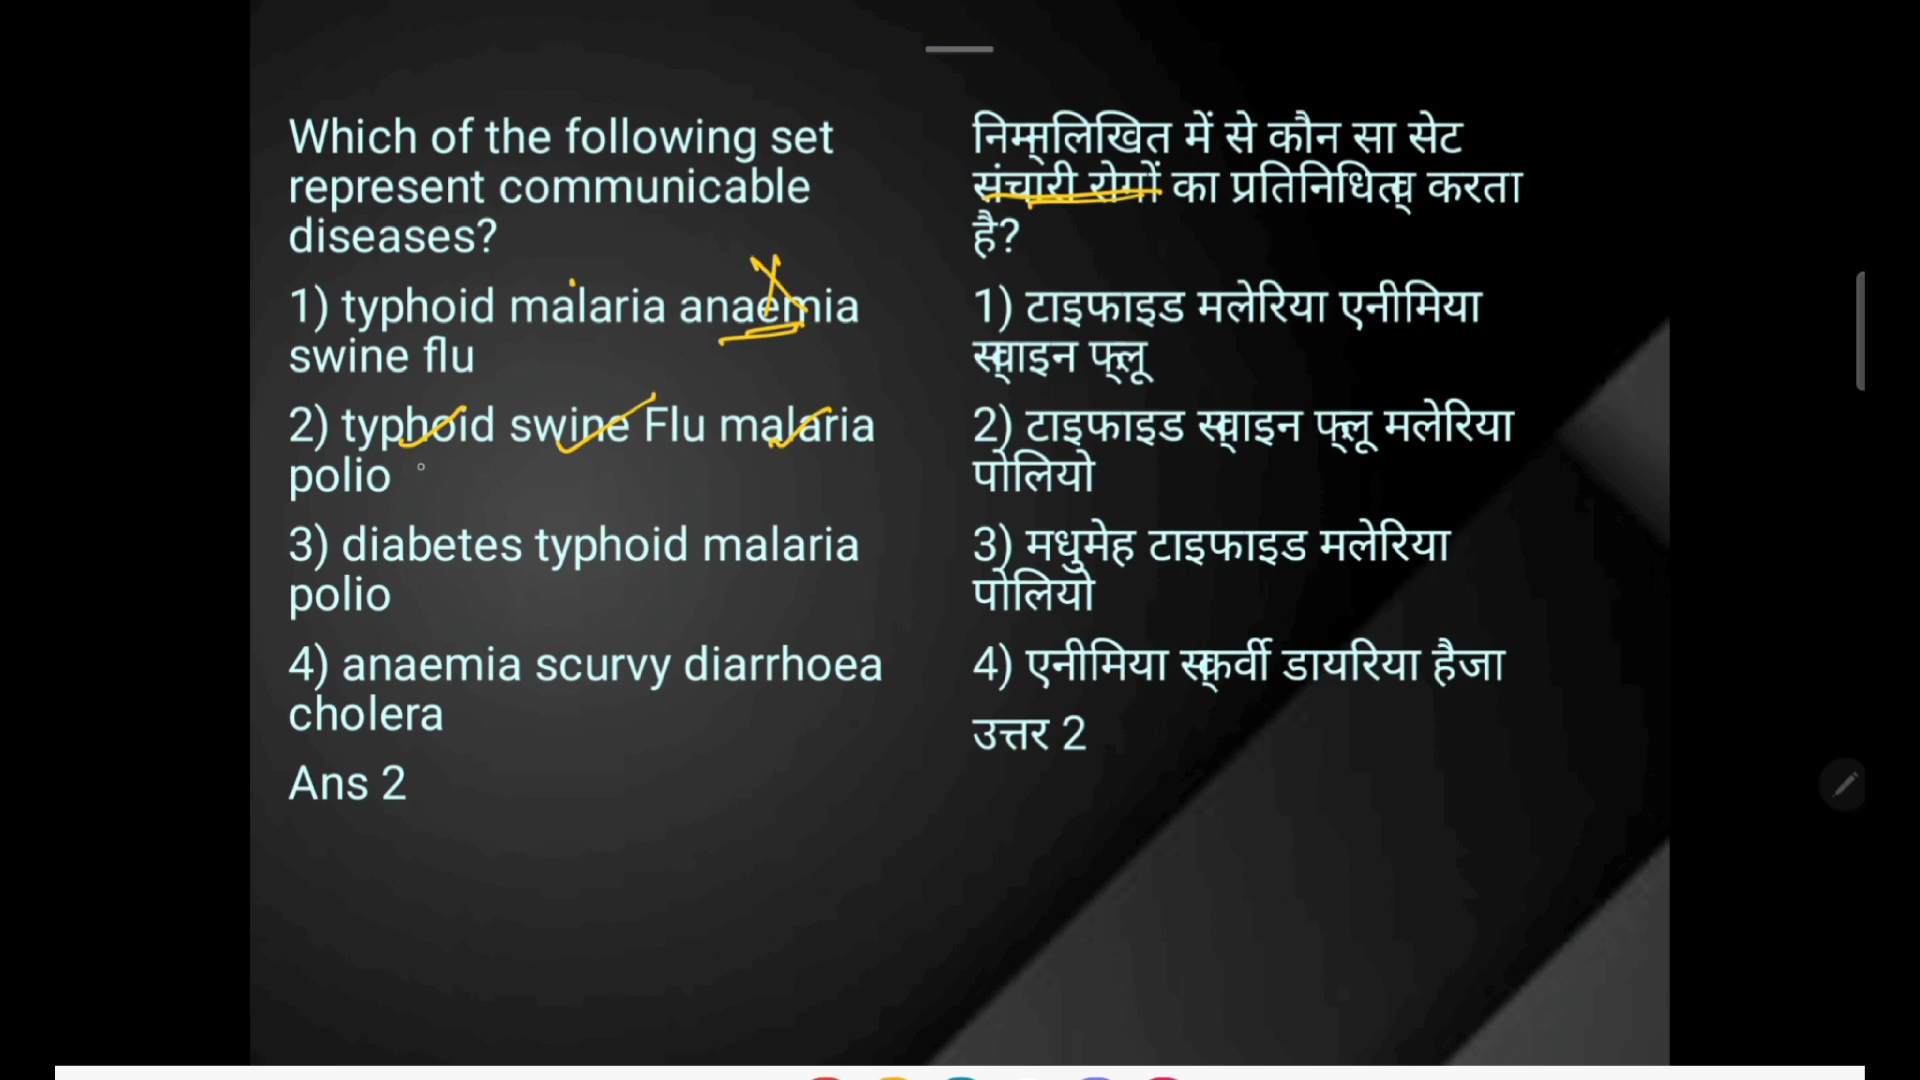 Which of the following set
represent communicable
diseases?
1) typhoid malaria anaemia
swine flu
2) typhoid swine Flu malaria
polio
3) diabetes typhoid malaria
polio
4) anaemia scurvy diarrhoea
cholera
Ans 2
निम्नलिखित में से कौन सा सेट
संचारी रोगों का प्रतिनिधित्व करता
है?
1) टाइफाइड मलेरिया एनीमिया
स्वाइन फ्लू
2) टाइफाइड स्वाइन फ्लू मलेरिया
पोलियो
3) मधुमेह टाइफाइड मलेरिया
पोलियो
4) एनीमिया स्कर्वी डायरिया हैजा
उत्तर 2